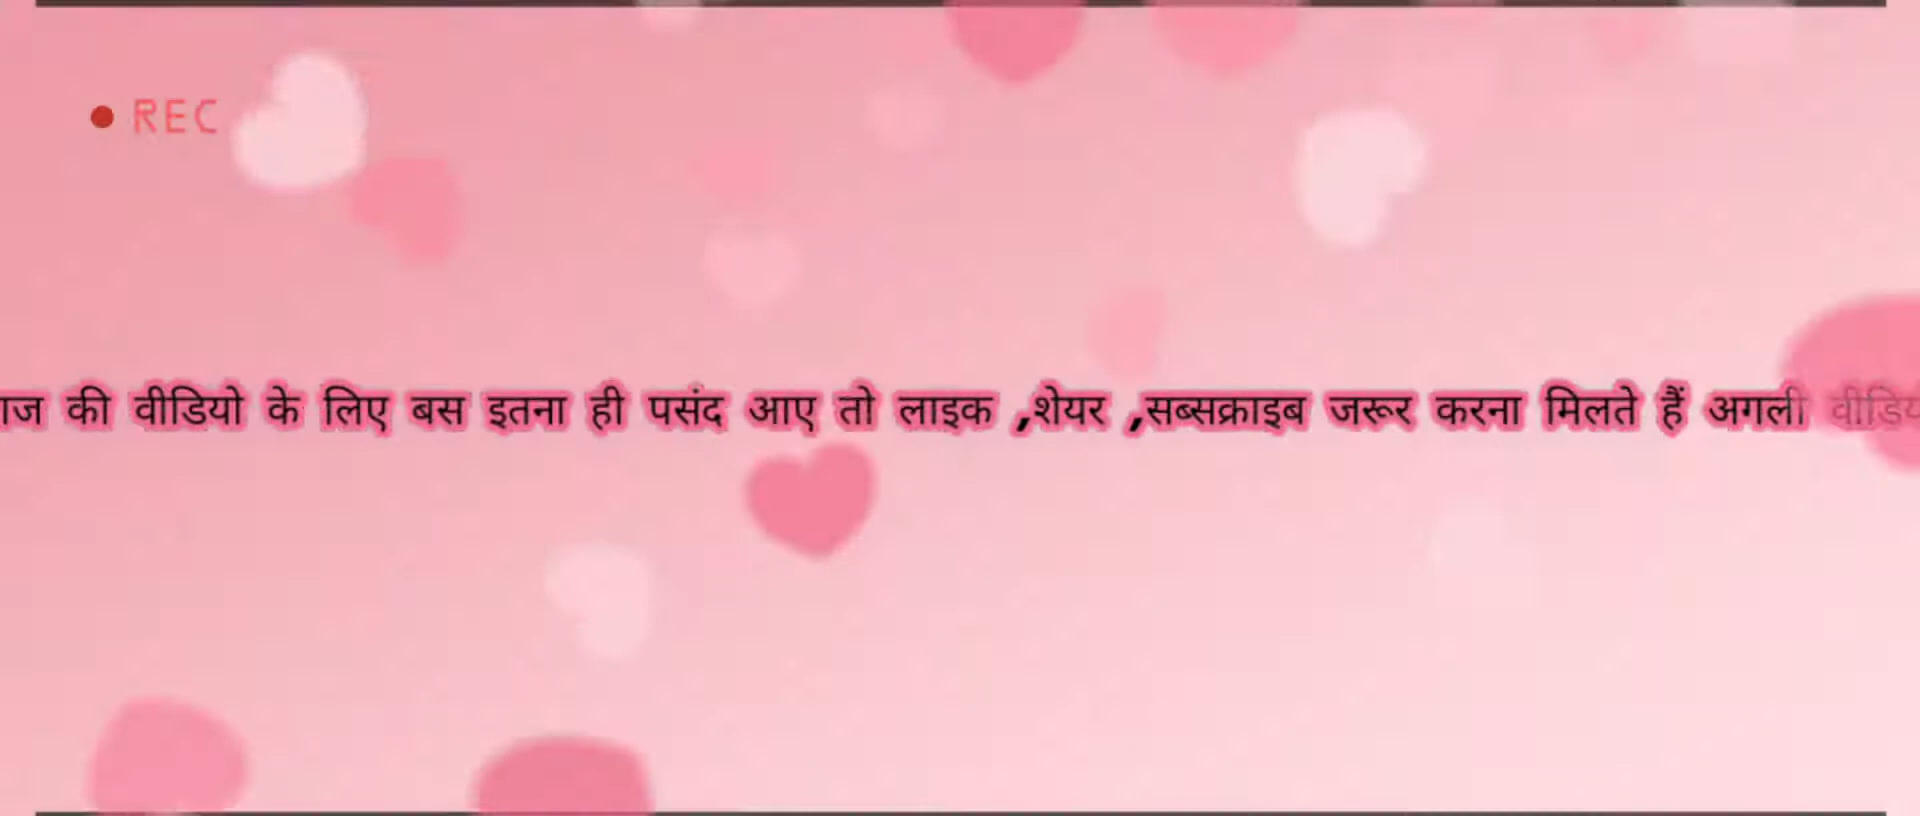 REC
की वीडियो के लिए बस इतना ही पसंद आए तो लाइक ,शेयर ,सब्सक्राइब जरूर करना मिलते हैं अगली